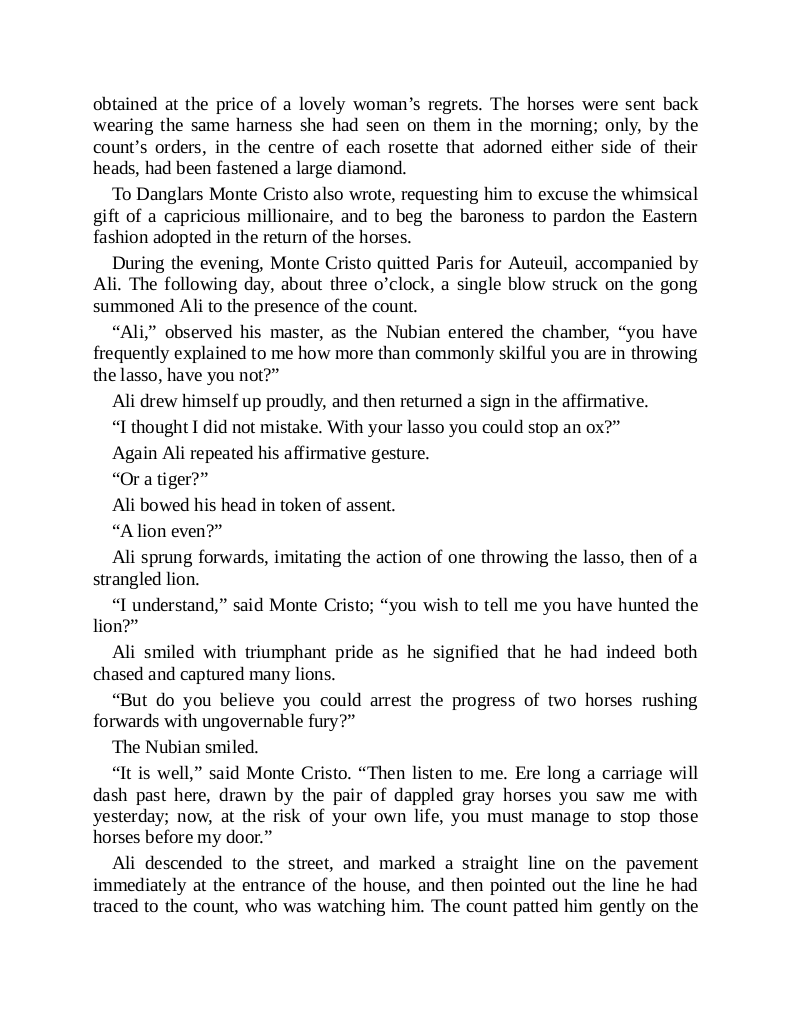 obtained at the price of a lovely woman’s regrets. The horses were sent back
wearing the same harness she had seen on them in the morning; only, by the
count’s orders, in the centre of each rosette that adorned either side of their
heads, had been fastened a large diamond.
To Danglars Monte Cristo also wrote, requesting him to excuse the whimsical
gift of a capricious millionaire, and to beg the baroness to pardon the Eastern
fashion adopted in the return of the horses.
During the evening, Monte Cristo quitted Paris for Auteuil, accompanied by
Ali. The following day, about three o’clock, a single blow struck on the gong
summoned Ali to the presence of the count.
“Ali,” observed his master, as the Nubian entered the chamber, “you have
frequently explained to me how more than commonly skilful you are in throwing
the lasso, have you not?”
Ali drew himself up proudly, and then returned a sign in the affirmative.
“I thought I did not mistake. With your lasso you could stop an ox?”
Again Ali repeated his affirmative gesture.
“Or a tiger?”
Ali bowed his head in token of assent.
“A lion even?”
Ali sprung forwards, imitating the action of one throwing the lasso, then of a
strangled lion.
“I understand,” said Monte Cristo; “you wish to tell me you have hunted the
lion?”
Ali smiled with triumphant pride as he signified that he had indeed both
chased and captured many lions.
“But do you believe you could arrest the progress of two horses rushing
forwards with ungovernable fury?”
The Nubian smiled.
“It is well,” said Monte Cristo. “Then listen to me. Ere long a carriage will
dash past here, drawn by the pair of dappled gray horses you saw me with
yesterday; now, at the risk of your own life, you must manage to stop those
horses before my door.”
Ali descended to the street, and marked a straight line on the pavement
immediately at the entrance of the house, and then pointed out the line he had
traced to the count, who was watching him. The count patted him gently on the